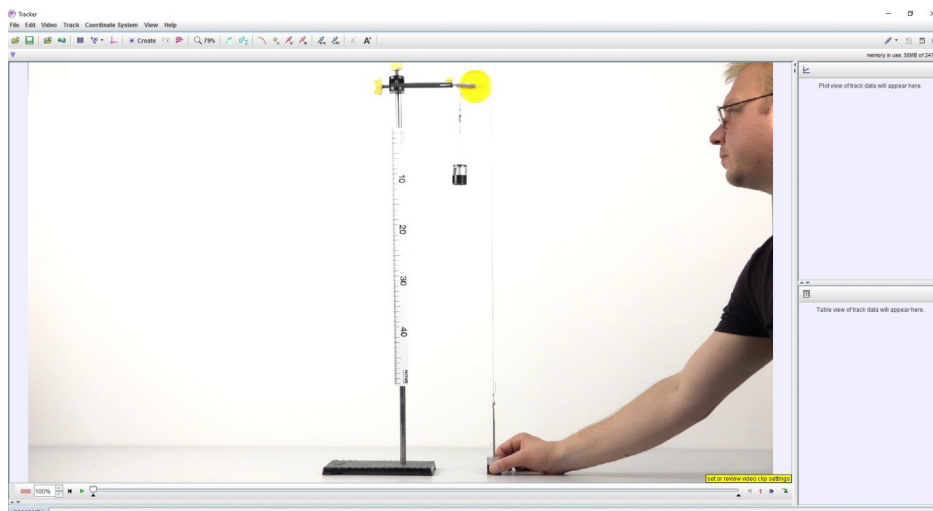 Tracker
File Edit Video Track Coordinate System View Help
Create 79%
memory in use: 50MB of 247
Plot view of track data will appear here.
10
20
30
40
Table view of track data will appear here.
set or review video clip settings
000 100% 1